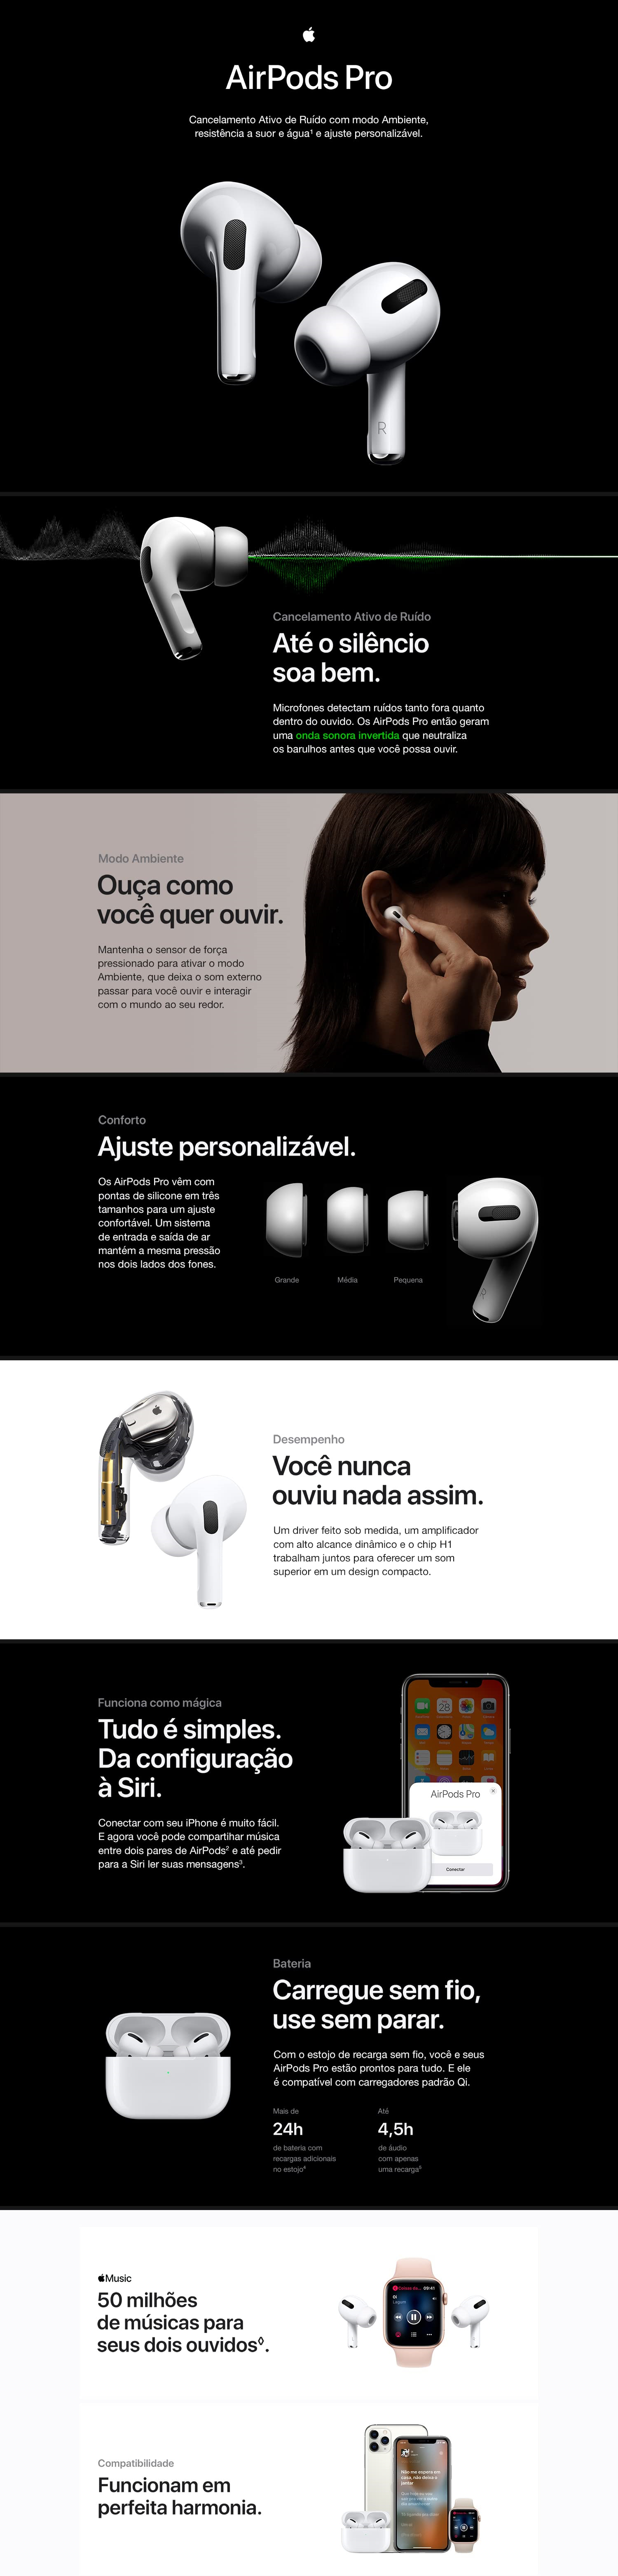 AirPods Pro
Cancelamento Ativo de Ruído com modo Ambiente,
resistência a suor e água¹ e ajuste personalizável.
R
Cancelamento Ativo de Ruído
Até o silêncio
soa bem.
Microfones detectam ruídos tanto fora quanto
dentro do ouvido. Os AirPods Pro então geram
uma onda sonora invertida que neutraliza
os barulhos antes que você possa ouvir.
Modo Ambiente
Ouça como
você quer ouvir.
Mantenha o sensor de força
pressionado para ativar o modo
Ambiente, que deixa o som externo
passar para você ouvir e interagir
com o mundo ao seu redor.
Conforto
Ajuste personalizável.
Os AirPods Pro vêm com
pontas de silicone em três
tamanhos para um ajuste
confortável. Um sistema
de entrada e saída de ar
mantém a mesma pressão
nos dois lados dos fones.
Grande
Média
Pequena
Desempenho
Você nunca
ouviu nada assim.
Um driver feito sob medida, um amplificador
com alto alcance dinâmico e o chip H1
trabalham juntos para oferecer um som
superior em um design compacto.
Funciona como mágica
Tudo é simples.
Da configuração
à Siri.
Conectar com seu iPhone é muito fácil.
E agora você pode compartihar música
entre dois pares de AirPods² e até pedir
para a Siri ler suas mensagens³.
28
AirPods Pro
Conectar
Bateria
Carregue sem fio,
use sem parar.
Com o estojo de recarga sem fio, você e seus
AirPods Pro estão prontos para tudo. E ele
é compatível com carregadores padrão Qi.
Mais de
24h
de bateria com
recargas adicionais
no estojo⁴
Até
4,5h
de áudio
com apenas
uma recarga⁵
Music
50 milhões
de músicas para
seus dois ouvidos◊.
09:41
Compatibilidade
Funcionam em
perfeita harmonia.
Não me espera em
casa, não deixa o
jantar